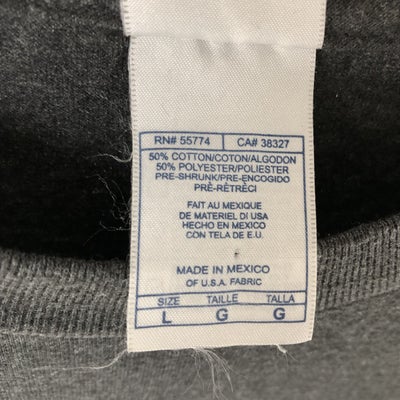 RN# 55774 CA# 38327
50% COTTON/COTON/ALGODON
50% POLYESTER/POLIESTER
PRE-SHRUNK/PRE-ENCOGIDO
PRÉ-RÉTRÉCI
FAIT AU MEXIQUE
DE MATERIEL DI USA
HECHO EN MEXICO
CON TELA DE E.U.
MADE IN MEXICO
OF U.S.A. FABRIC
SIZE TAILLE TALLA
L G G